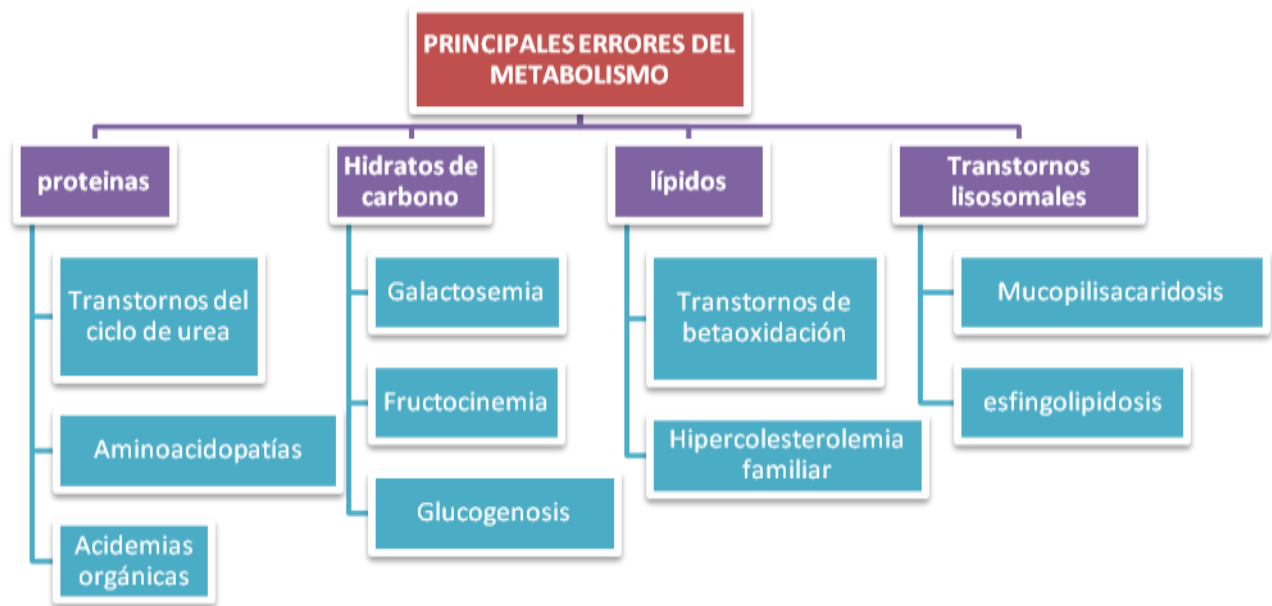 PRINCIPALES ERRORES DEL
METABOLISMO
proteinas
Transtornos del
ciclo de urea
Aminoacidopatías
Acidemias
orgánicas
Hidratos de
carbono
Galactosemia
Fructocinemia
Glucogenosis
lípidos
Transtornos de
betaoxidación
Hipercolesterolemia
familiar
Transtornos
lisosomales
Mucopilisacaridosis
esfingolipidosis